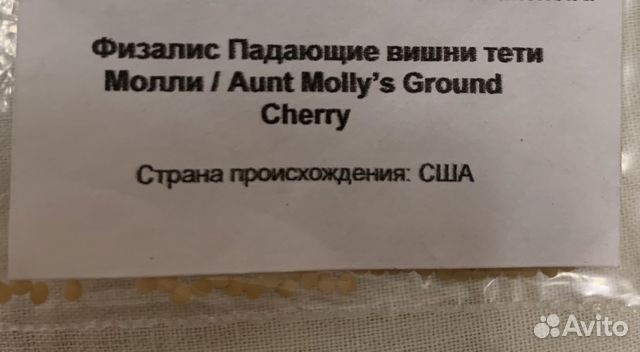 Физалис Падающие вишни тети
Молли / Aunt Molly's Ground
Cherry
Страна происхождения: США
Avito